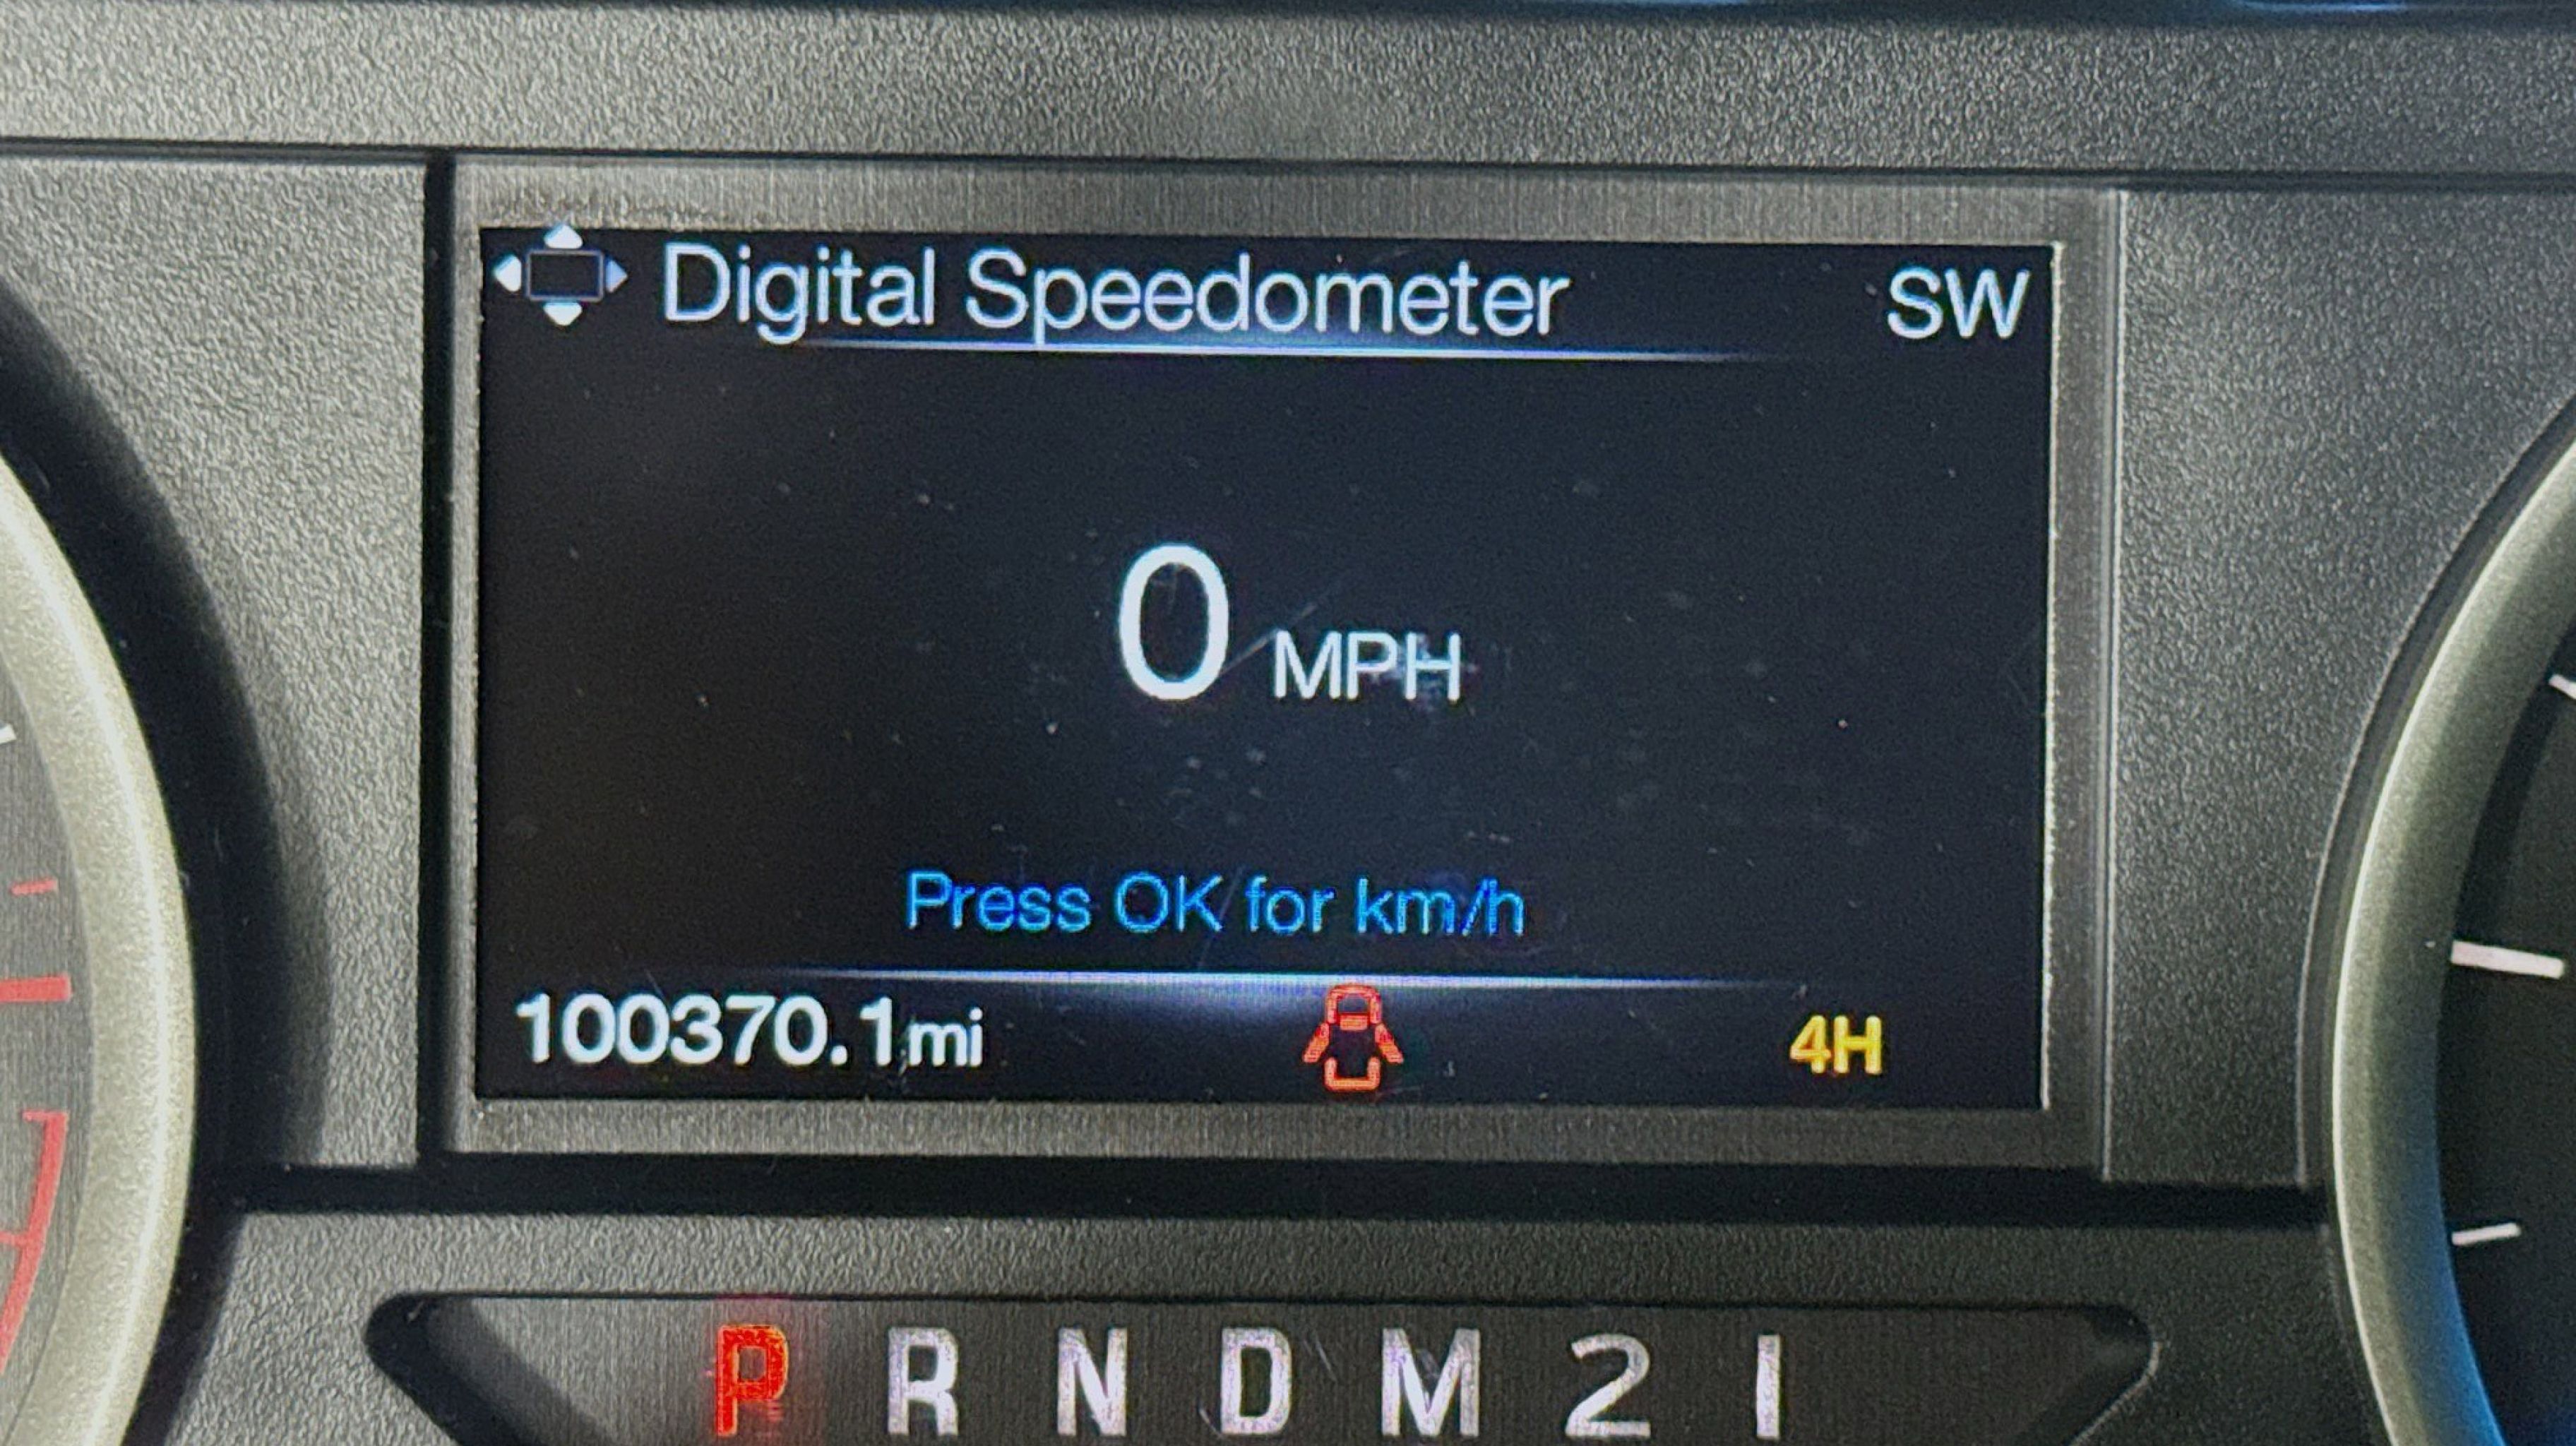 Digital Speedometer SW
0 MPH
Press OK for km/h
100370.1mi 4H
P R N D M 2 1